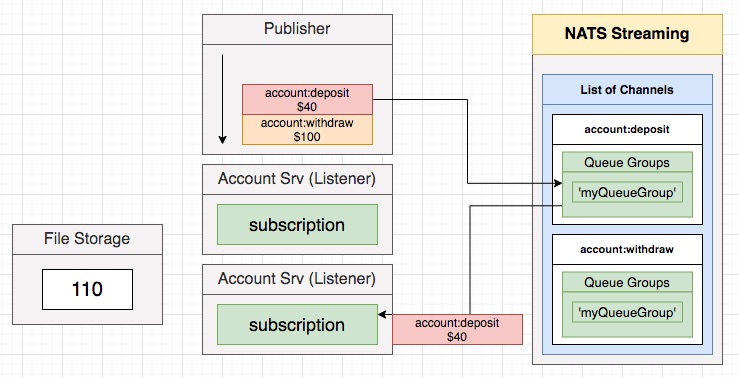 Publisher
account:deposit
$40
account:withdraw
$100
Account Srv (Listener)
subscription
Account Srv (Listener)
subscription
account:deposit
$40
File Storage
110
NATS Streaming
List of Channels
account:deposit
Queue Groups
'myQueueGroup'
account:withdraw
Queue Groups
'myQueueGroup'